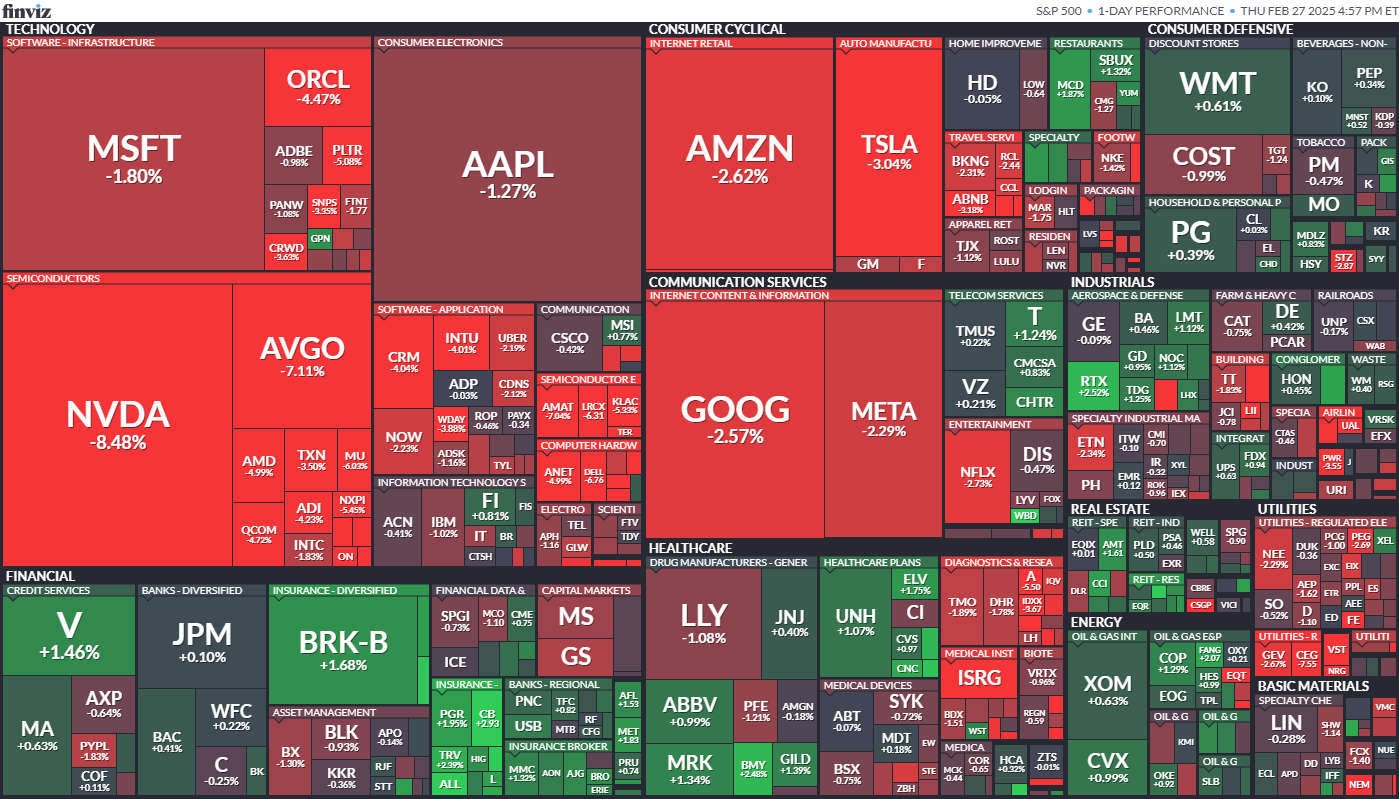 finviz
S&P 500 • 1-DAY PERFORMANCE • THU FEB 27 2025 4:57 PM ET
TECHNOLOGY
SOFTWARE - INFRASTRUCTURE
MSFT
-1.80%
ORCL
-4.47%
ADBE
-0.98%
PLTR
-5.08%
PANW
-1.08%
SNPS
-3.35%
FTNT
-1.77
CRWD
-3.63%
GPN
CONSUMER ELECTRONICS
AAPL
-1.27%
SEMICONDUCTORS
NVDA
-8.48%
AVGO
-7.11%
AMD
-4.99%
TXN
-3.50%
MU
-6.03%
QCOM
-4.72%
ADI
-4.23%
NXPI
-5.45%
INTC
-1.83%
ON
SOFTWARE - APPLICATION
CRM
-4.04%
INTU
-4.01%
UBER
-2.19%
ADP
-0.03%
CDNS
-2.12%
NOW
-2.23%
WDAY
-3.88%
ROP
-0.46%
PAYX
-0.34
ADSK
-1.16%
TYL
INFORMATION TECHNOLOGY S
ACN
-0.41%
IBM
-1.02%
FI
+0.81%
FIS
IT
BR
CTSH
COMMUNICATION
CSCO
-0.42%
MSI
+0.77%
SEMICONDUCTOR E
AMAT
-7.04%
LRCX
-6.31
KLAC
-5.33%
TER
COMPUTER HARDW
ANET
-4.99%
DELL
-6.76
ELECTRO
APH
-1.16
TEL
GLW
SCIENTI
FTV
TDY
CONSUMER CYCLICAL
INTERNET RETAIL
AMZN
-2.62%
AUTO MANUFACTU
TSLA
-3.04%
GM
F
HOME IMPROVEME
HD
-0.05%
LOW
-0.64
RESTAURANTS
MCD
+1.87%
SBUX
+1.32%
CMG
-1.27
YUM
TRAVEL SERVI
BKNG
-2.31%
RCL
-2.44
CCL
ABNB
-3.18%
SPECIALTY
FOOTW
NKE
-1.42%
LODGIN
MAR
-1.75
HLT
PACKAGIN
APPAREL RET
TJX
-1.12%
ROST
LULU
RESIDEN
LEN
NVR
LVS
CONSUMER DEFENSIVE
DISCOUNT STORES
WMT
+0.61%
COST
-0.99%
TGT
-1.24
BEVERAGES - NON-
KO
+0.10%
PEP
+0.34%
MNST
+0.52
KDP
-0.39
TOBACCO
PM
-0.47%
MO
PACK
GIS
K
HOUSEHOLD & PERSONAL P
PG
+0.39%
CL
+0.03%
EL
CHD
MDLZ
+0.83%
HSY
STZ
-2.87
KR
SYY
COMMUNICATION SERVICES
INTERNET CONTENT & INFORMATION
GOOG
-2.57%
META
-2.29%
TELECOM SERVICES
TMUS
+0.22%
T
+1.24%
CMCSA
+0.83%
VZ
+0.21%
CHTR
ENTERTAINMENT
NFLX
-2.73%
DIS
-0.47%
LYV
FOX
WBD
INDUSTRIALS
AEROSPACE & DEFENSE
GE
-0.09%
BA
+0.46%
LMT
+1.12%
RTX
+2.52%
GD
+0.95%
NOC
+1.12%
TDG
+1.25%
LHX
FARM & HEAVY C
CAT
-0.75%
DE
+0.42%
PCAR
RAILROADS
UNP
-0.17%
CSX
WAB
BUILDING
TT
-1.83%
JCI
-0.78
LII
CONGLOMER
HON
+0.45%
WASTE
WM
+0.40
RSG
SPECIALTY INDUSTRIAL MA
ETN
-2.34%
ITW
-0.10
CMI
-0.70
PH
EMR
+0.12
IR
-0.32
XYL
ROK
-0.96
IEX
INTEGRAT
UPS
+0.63
FDX
+0.94
SPECIA
CTAS
-0.46
AIRLIN
UAL
VRSK
EFX
INDUST
PWR
-3.55
J
URI
FINANCIAL
CREDIT SERVICES
V
+1.46%
MA
+0.63%
AXP
-0.64%
PYPL
-1.83%
COF
+0.11%
BANKS - DIVERSIFIED
JPM
+0.10%
BAC
+0.41%
WFC
+0.22%
C
-0.25%
BK
INSURANCE - DIVERSIFIED
BRK-B
+1.68%
ASSET MANAGEMENT
BX
-1.30%
BLK
-0.93%
APO
-0.14%
KKR
-0.36%
RJF
STT
FINANCIAL DATA &
SPGI
-0.73%
MCO
-1.10
CME
+0.75
ICE
CAPITAL MARKETS
MS
GS
INSURANCE -
PGR
+1.95%
CB
+2.93
TRV
+2.39%
HIG
ALL
L
BANKS - REGIONAL
PNC
TFC
+0.82
USB
MTB
RF
CFG
INSURANCE BROKER
MMC
+1.32%
AON
AJG
BRO
ERIE
AFL
+1.53
MET
+1.83
PRU
+0.74
HEALTHCARE
DRUG MANUFACTURERS - GENER
LLY
-1.08%
JNJ
+0.40%
ABBV
+0.99%
PFE
-1.21%
AMGN
-0.18%
MRK
+1.34%
BMY
+2.48%
GILD
+1.39%
HEALTHCARE PLANS
UNH
+1.07%
ELV
+1.75%
CI
CVS
+0.97
CNC
MEDICAL DEVICES
ABT
-0.07%
SYK
-0.72%
MDT
+0.18%
EW
BSX
-0.75%
STE
ZBH
DIAGNOSTICS & RESEA
TMO
-1.89%
DHR
-1.78%
A
-5.50
IQV
IDXX
-3.67
LH
MEDICAL INST
ISRG
BDX
-1.51
WST
BIOTE
VRTX
-0.96%
REGN
-0.59
MEDICA
MCK
-0.44
COR
-0.65
HCA
+0.32%
ZTS
-0.01%
REAL ESTATE
REIT - SPE
EQIX
+0.01
AMT
+1.61
DLR
CCI
REIT - IND
PLD
+0.50
PSA
+0.46
EXR
REIT - RES
EQR
WELL
+0.58
SPG
-0.90
CBRE
CSGP
VICI
UTILITIES
UTILITIES - REGULATED ELE
NEE
-2.29%
DUK
-0.36
PCG
-1.00
PEG
-2.69
XEL
EXC
EIX
SO
-0.52%
AEP
-1.62
ETR
PPL
ES
D
-1.10
AEE
ED
FE
UTILITIES - R
GEV
-2.67%
CEG
-7.55
VST
NRG
UTILITI
ENERGY
OIL & GAS INT
XOM
+0.63%
CVX
+0.99%
OIL & GAS E&P
COP
+1.29%
FANG
+2.07
OXY
+0.21
EOG
HES
+0.99
EQT
TPL
OIL & G
KMI
OKE
+0.92
OIL & G
OIL & G
SLB
BASIC MATERIALS
SPECIALTY CHE
LIN
-0.28%
SHW
-1.14
ECL
APD
DD
LYB
IFF
VMC
FCX
-1.40
NUE
NEM